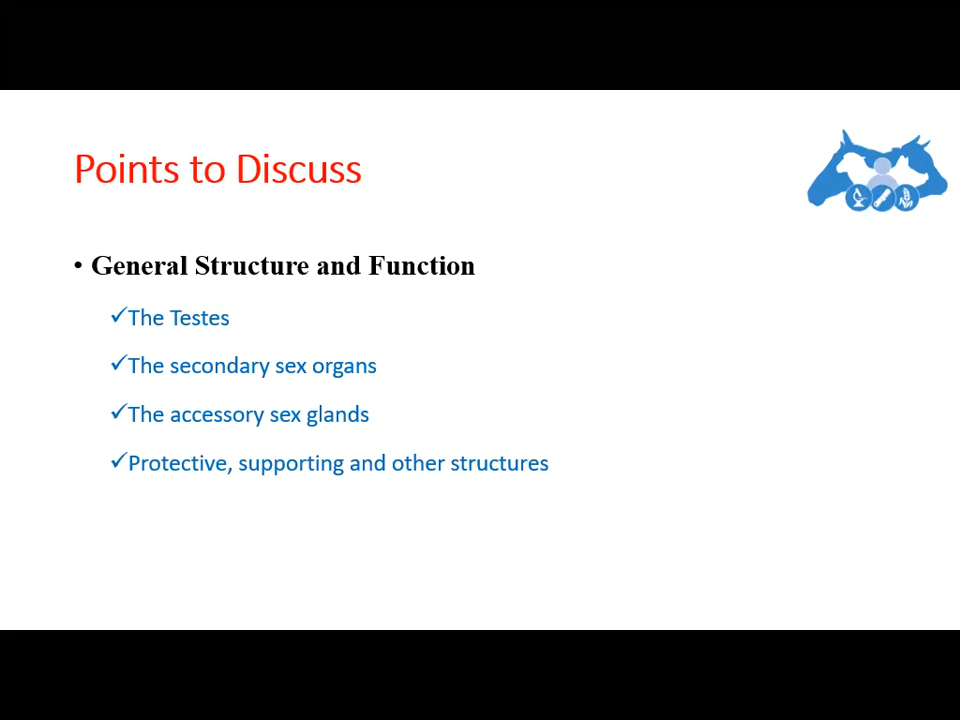 Points to Discuss
• General Structure and Function
✓The Testes
✓The secondary sex organs
✓The accessory sex glands
✓Protective, supporting and other structures